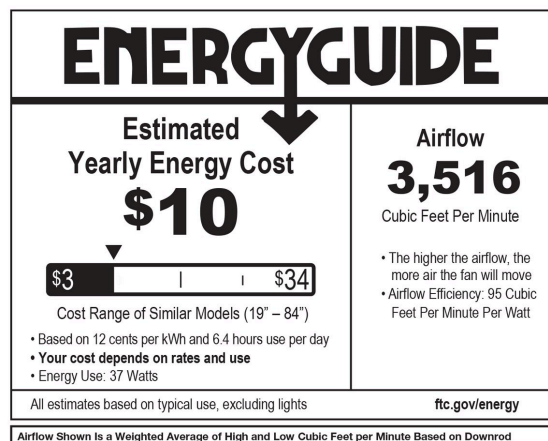 ENERGYGUIDE
Estimated
Yearly Energy Cost
$10
$3 $34
Cost Range of Similar Models (19” – 84”)
• Based on 12 cents per kWh and 6.4 hours use per day
• Your cost depends on rates and use
• Energy Use: 37 Watts
Airflow
3,516
Cubic Feet Per Minute
• The higher the airflow, the
more air the fan will move
• Airflow Efficiency: 95 Cubic
Feet Per Minute Per Watt
All estimates based on typical use, excluding lights
ftc.gov/energy
Airflow Shown Is a Weighted Average of High and Low Cubic Feet per Minute Based on Downrod